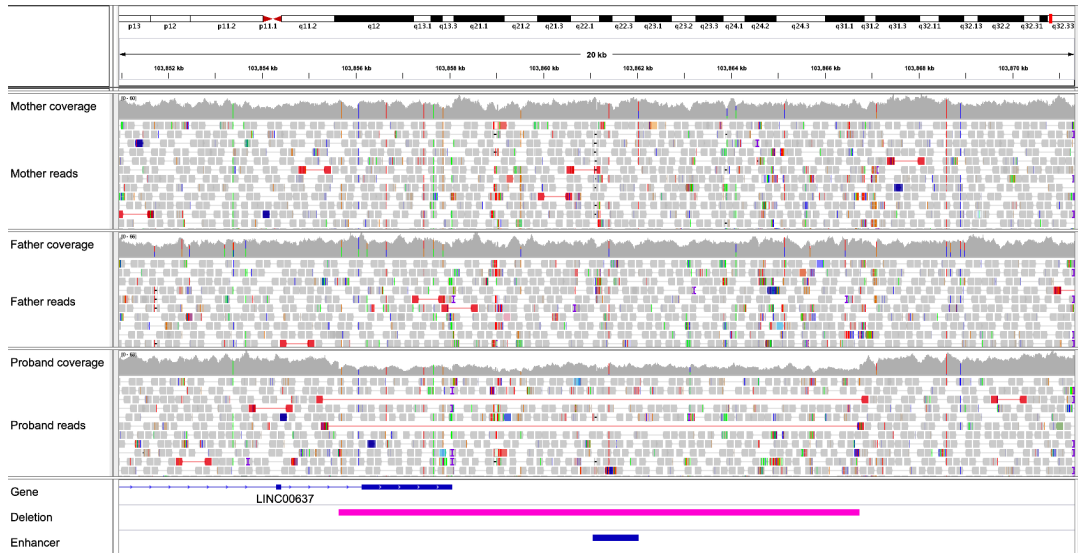 p13 p12 p11.2 p11.1 q11.2 q12 q13.1 q13.3 q21.1 q21.2 q21.3 q22.1 q22.2 q22.3 q23.1 q23.2 q23.3 q24.1 q24.2 q24.3 q31.1 q31.2 q31.3 q32.11 q32.13 q32.2 q32.31 q32.33
20 kb
103,852 kb 103,854 kb 103,856 kb 103,858 kb 103,860 kb 103,862 kb 103,864 kb 103,866 kb 103,868 kb 103,870 kb
Mother coverage
[0 - 60]
Mother reads
Father coverage
Father reads
Proband coverage
Proband reads
Gene
LINC00637
Deletion
Enhancer